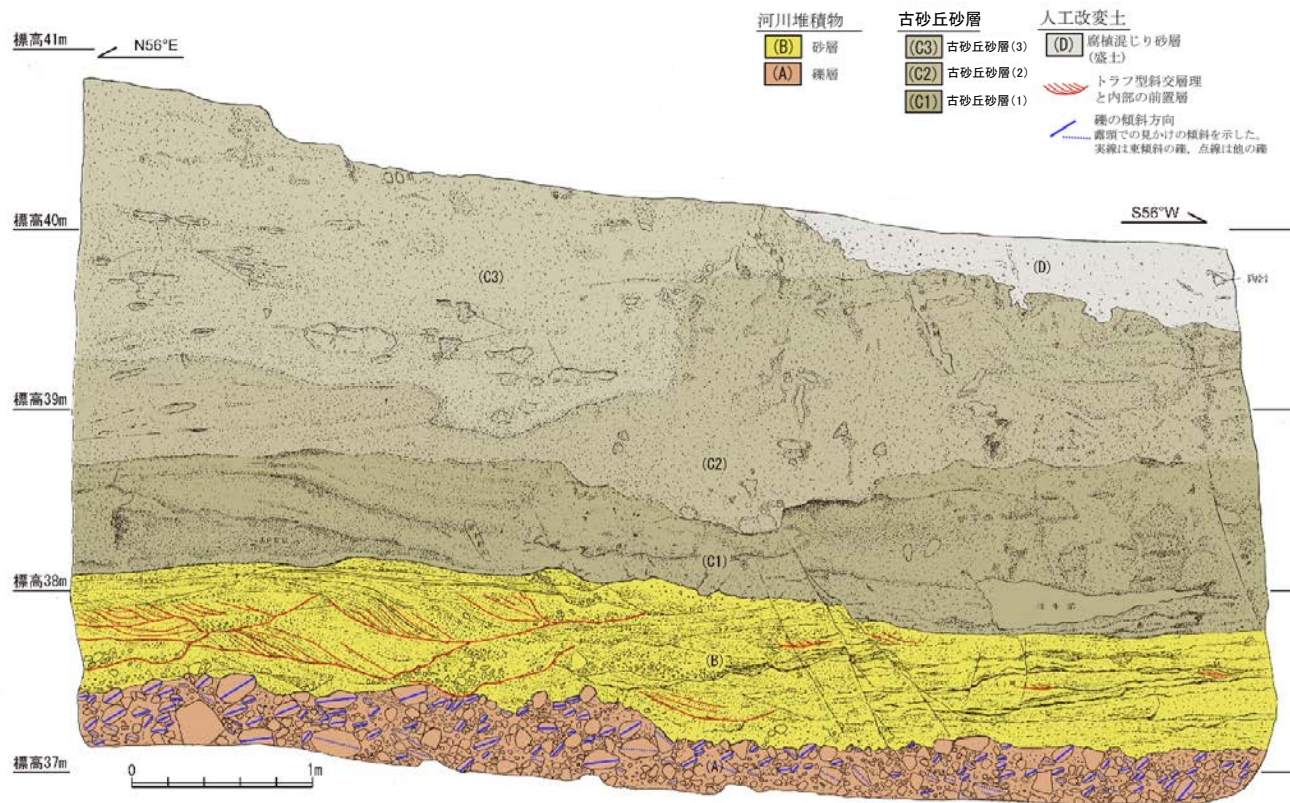 河川堆積物
(B) 砂層
(A) 礫層
古砂丘砂層
(C3) 古砂丘砂層(3)
(C2) 古砂丘砂層(2)
(C1) 古砂丘砂層(1)
人工改変土
(D) 腐植混じり砂層
(盛土)
トラフ型斜交層理
と内部の前置層
礫の傾斜方向
露頭での見かけの傾斜を示した。
実線は東傾斜の礫、点線は他の礫
標高41m
N56°E
標高40m
S56°W
(D)
(C3)
標高39m
(C2)
(C1)
標高38m
(B)
標高37m
(A)
0 1m